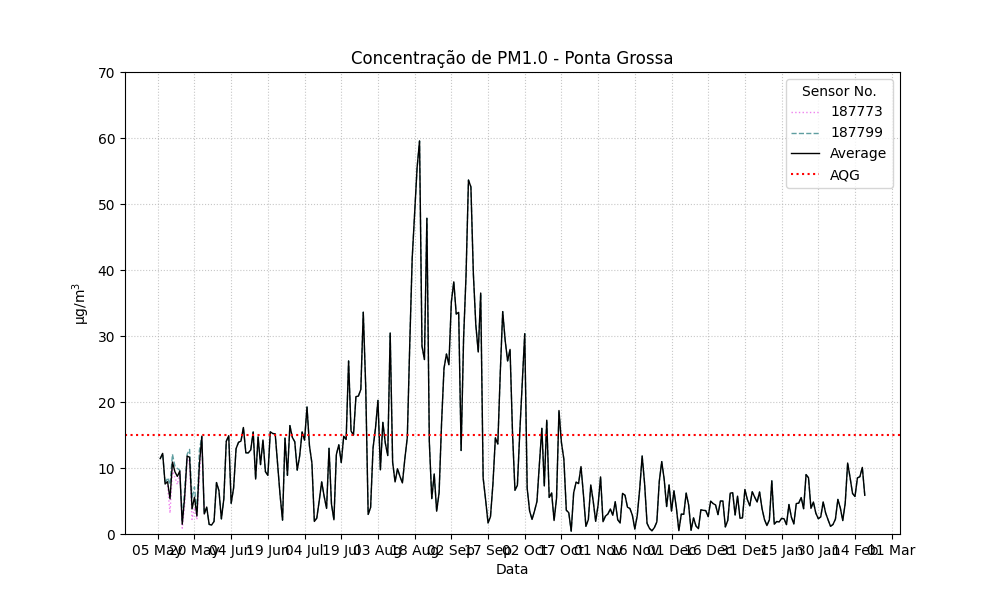 Concentração de PM1.0 - Ponta Grossa
70
60
50
40
30
20
10
0
µg/m³
Sensor No.
187773
187799
Average
AQG
05 May 20 May 04 Jun 19 Jun 04 Jul 19 Jul 03 Aug 18 Aug 02 Sep 17 Sep 02 Oct 17 Oct 01 Nov 16 Nov 01 Dec 16 Dec 31 Dec 15 Jan 30 Jan 14 Feb 01 Mar
Data